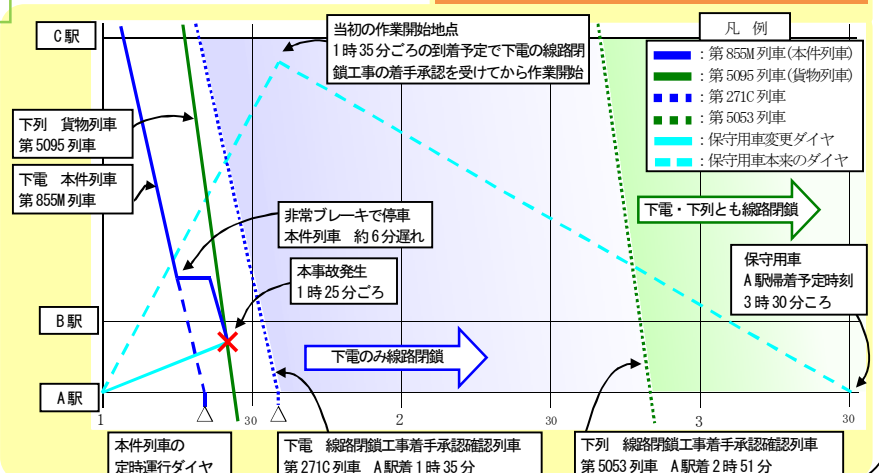 C駅
当初の作業開始地点
1時35分ごろの到着予定で下電の線路閉
鎖工事の着手承認を受けてから作業開始
凡 例
：第855M列車(本件列車)
：第5095列車(貨物列車)
：第271C列車
：第5053列車
：保守用車変更ダイヤ
：保守用車本来のダイヤ
下列 貨物列車
第5095列車
下電 本件列車
第855M列車
非常ブレーキで停車
本件列車 約6分遅れ
下電・下列とも線路閉鎖
本事故発生
1時25分ごろ
保守用車
A駅帰着予定時刻
3時30分ころ
B駅
下電のみ線路閉鎖
A駅
1
30
2
30
3
30
本件列車の
定時運行ダイヤ
下電 線路閉鎖工事着手承認確認列車
第271C列車 A駅着1時35分
下列 線路閉鎖工事着手承認確認列車
第5053列車 A駅着2時51分